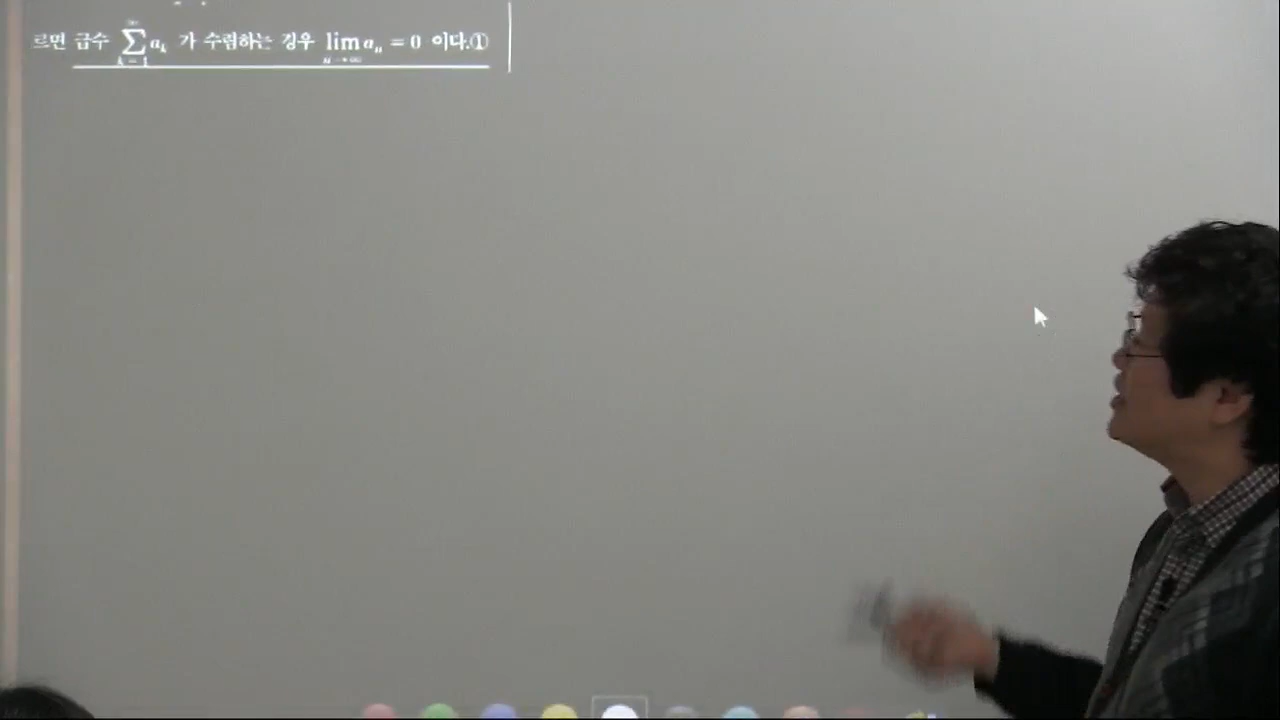 르면 급수 \sum_{k=1}^{\infty} a_k 가 수렴하는 경우 \lim_{n \to \infty} a_n = 0 이다.①